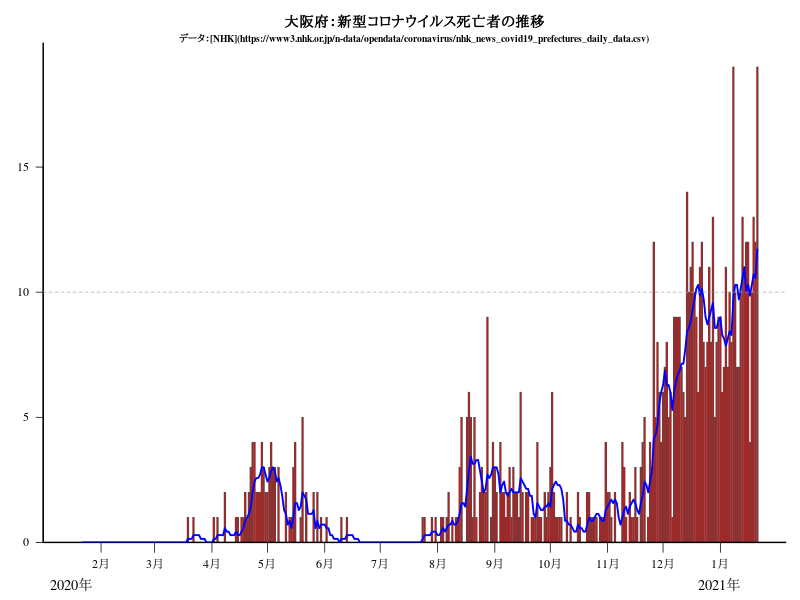 大阪府：新型コロナウイルス死亡者の推移
データ：[NHK](https://www3.nhk.or.jp/n-data/opendata/coronavirus/nhk_news_covid19_prefectures_daily_data.csv)
15
10
5
0
2月 3月 4月 5月 6月 7月 8月 9月 10月 11月 12月 1月
2020年 2021年